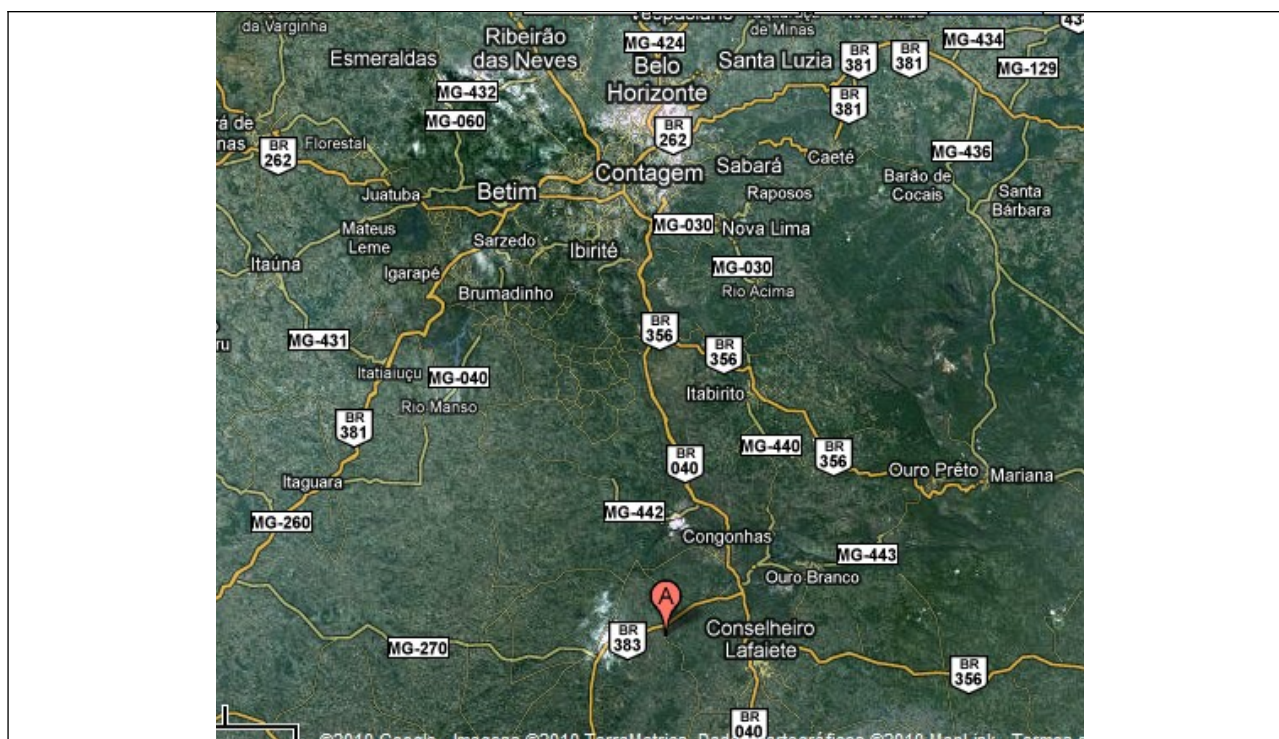 da Varginha
Esmeraldas
Ribeirão
das Neves
MG-424
Belo
Horizonte
de Minas
Santa Luzia
BR
381
BR
381
MG-434
MG-129
BR
381
MG-432
MG-060
BR
262
Florestal
BR
262
Contagem
Sabará
Caeté
MG-436
Barão de
Cocais
Santa
Bárbara
Juatuba
Betim
Raposos
MG-030
Nova Lima
Mateus
Leme
Sarzedo
Ibirité
Itaúna
Igarapé
MG-030
Rio Acima
Brumadinho
MG-431
BR
356
BR
356
Itatiaiuçu
MG-040
Rio Manso
Itabirito
BR
381
MG-440
BR
356
BR
040
Ouro Prêto
Mariana
Itaguara
MG-260
MG-442
Congonhas
MG-443
Ouro Branco
A
BR
383
Conselheiro
Lafaiete
MG-270
BR
356
BR
040